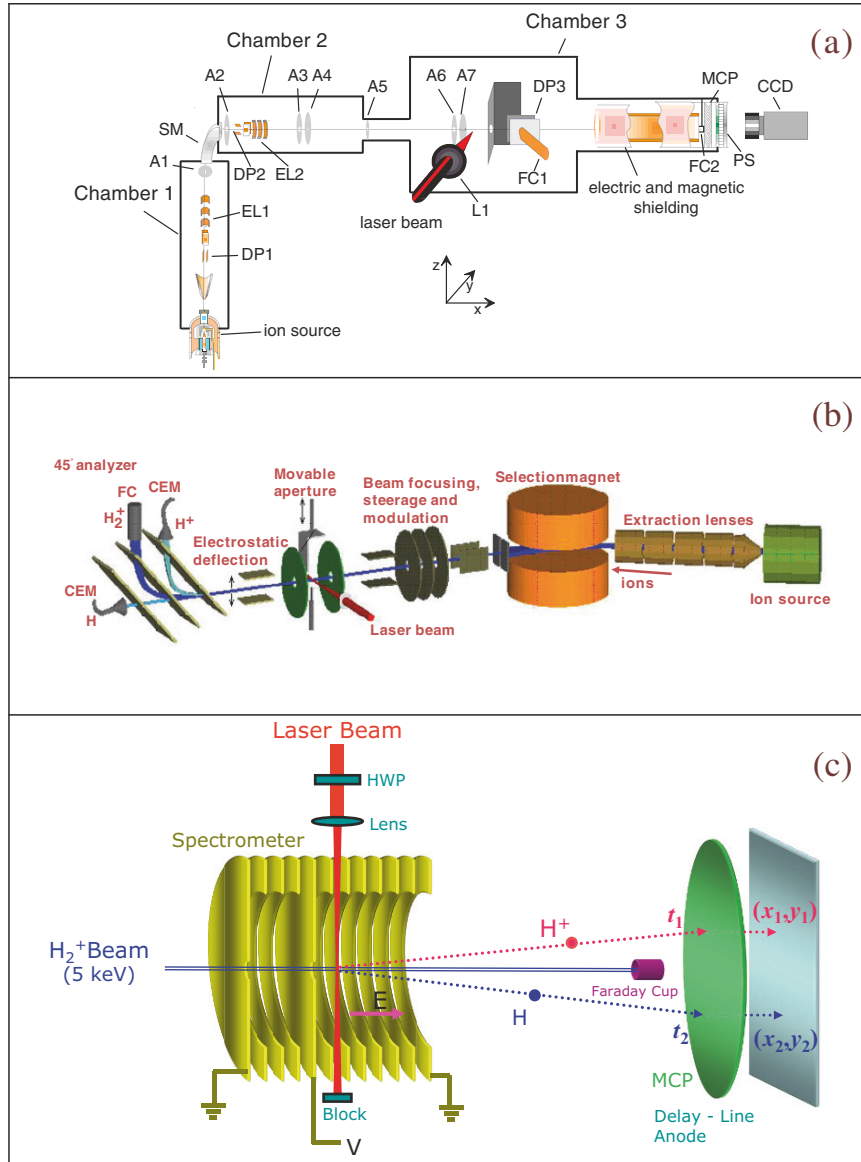 (a)
Chamber 3
Chamber 2
A2
A3 A4
A5
A6 A7
DP3
MCP
CCD
SM
A1
DP2
EL2
FC1
FC2
PS
Chamber 1
EL1
L1
laser beam
electric and magnetic
shielding
DP1
z
y
x
ion source
(b)
45° analyzer
FC
CEM
H2+
H+
Movable
aperture
Beam focusing,
steerage and
modulation
Selectionmagnet
Electrostatic
deflection
Extraction lenses
CEM
H
ions
Ion source
Laser beam
(c)
Laser Beam
HWP
Lens
Spectrometer
H2+Beam
(5 keV)
H+
t1
(x1,y1)
Faraday Cup
E
H
t2
(x2,y2)
MCP
Block
V
Delay - Line
Anode